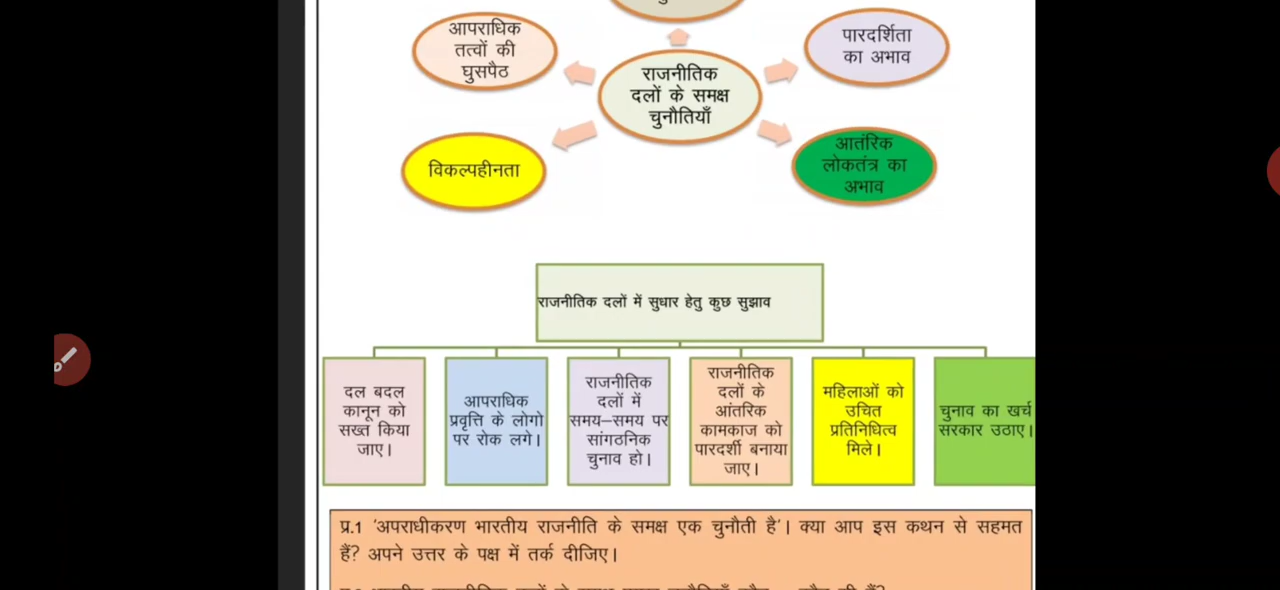 आपराधिक
तत्वों की
घुसपैठ
पारदर्शिता
का अभाव
राजनीतिक
दलों के समक्ष
चुनौतियाँ
विकल्पहीनता
आतंरिक
लोकतंत्र का
अभाव
राजनीतिक दलों में सुधार हेतु कुछ सुझाव
दल बदल
कानून को
सख्त किया
जाए।
आपराधिक
प्रवृत्ति के लोगो
पर रोक लगे।
राजनीतिक
दलों में
समय–समय पर
सांगठनिक
चुनाव हो।
राजनीतिक
दलों के
आंतरिक
कामकाज को
पारदर्शी बनाया
जाए।
महिलाओं को
उचित
प्रतिनिधित्व
मिले।
चुनाव का खर्च
सरकार उठाए।
प्र.1 'अपराधीकरण भारतीय राजनीति के समक्ष एक चुनौती है'। क्या आप इस कथन से सहमत
हैं? अपने उत्तर के पक्ष में तर्क दीजिए।